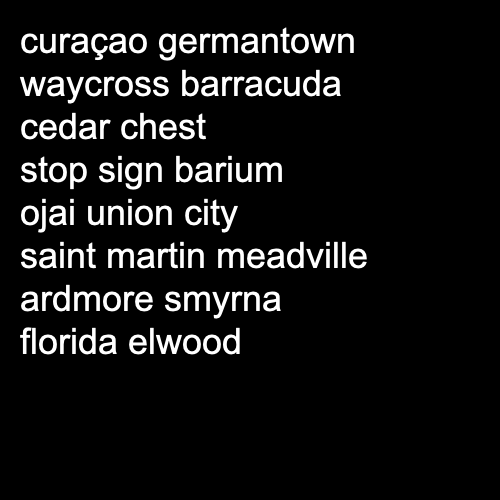 curaçao germantown
waycross barracuda
cedar chest
stop sign barium
ojai union city
saint martin meadville
ardmore smyrna
florida elwood